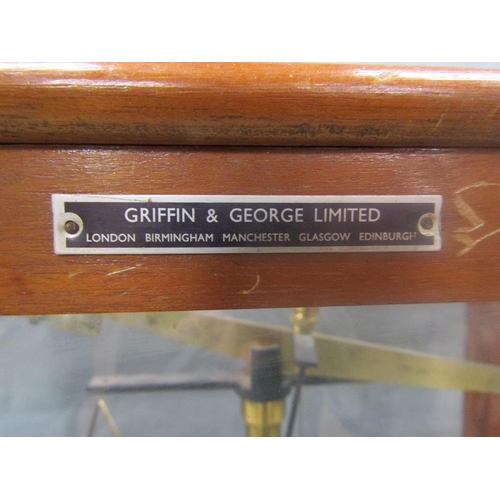 GRIFFIN & GEORGE LIMITED
LONDON BIRMINGHAM MANCHESTER GLASGOW EDINBURGH